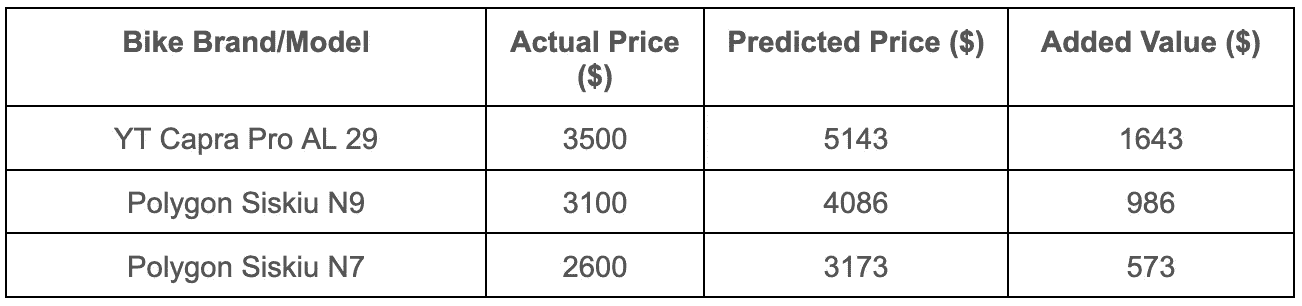 Bike Brand/Model Actual Price ($) Predicted Price ($) Added Value ($)
YT Capra Pro AL 29 3500 5143 1643
Polygon Siskiu N9 3100 4086 986
Polygon Siskiu N7 2600 3173 573